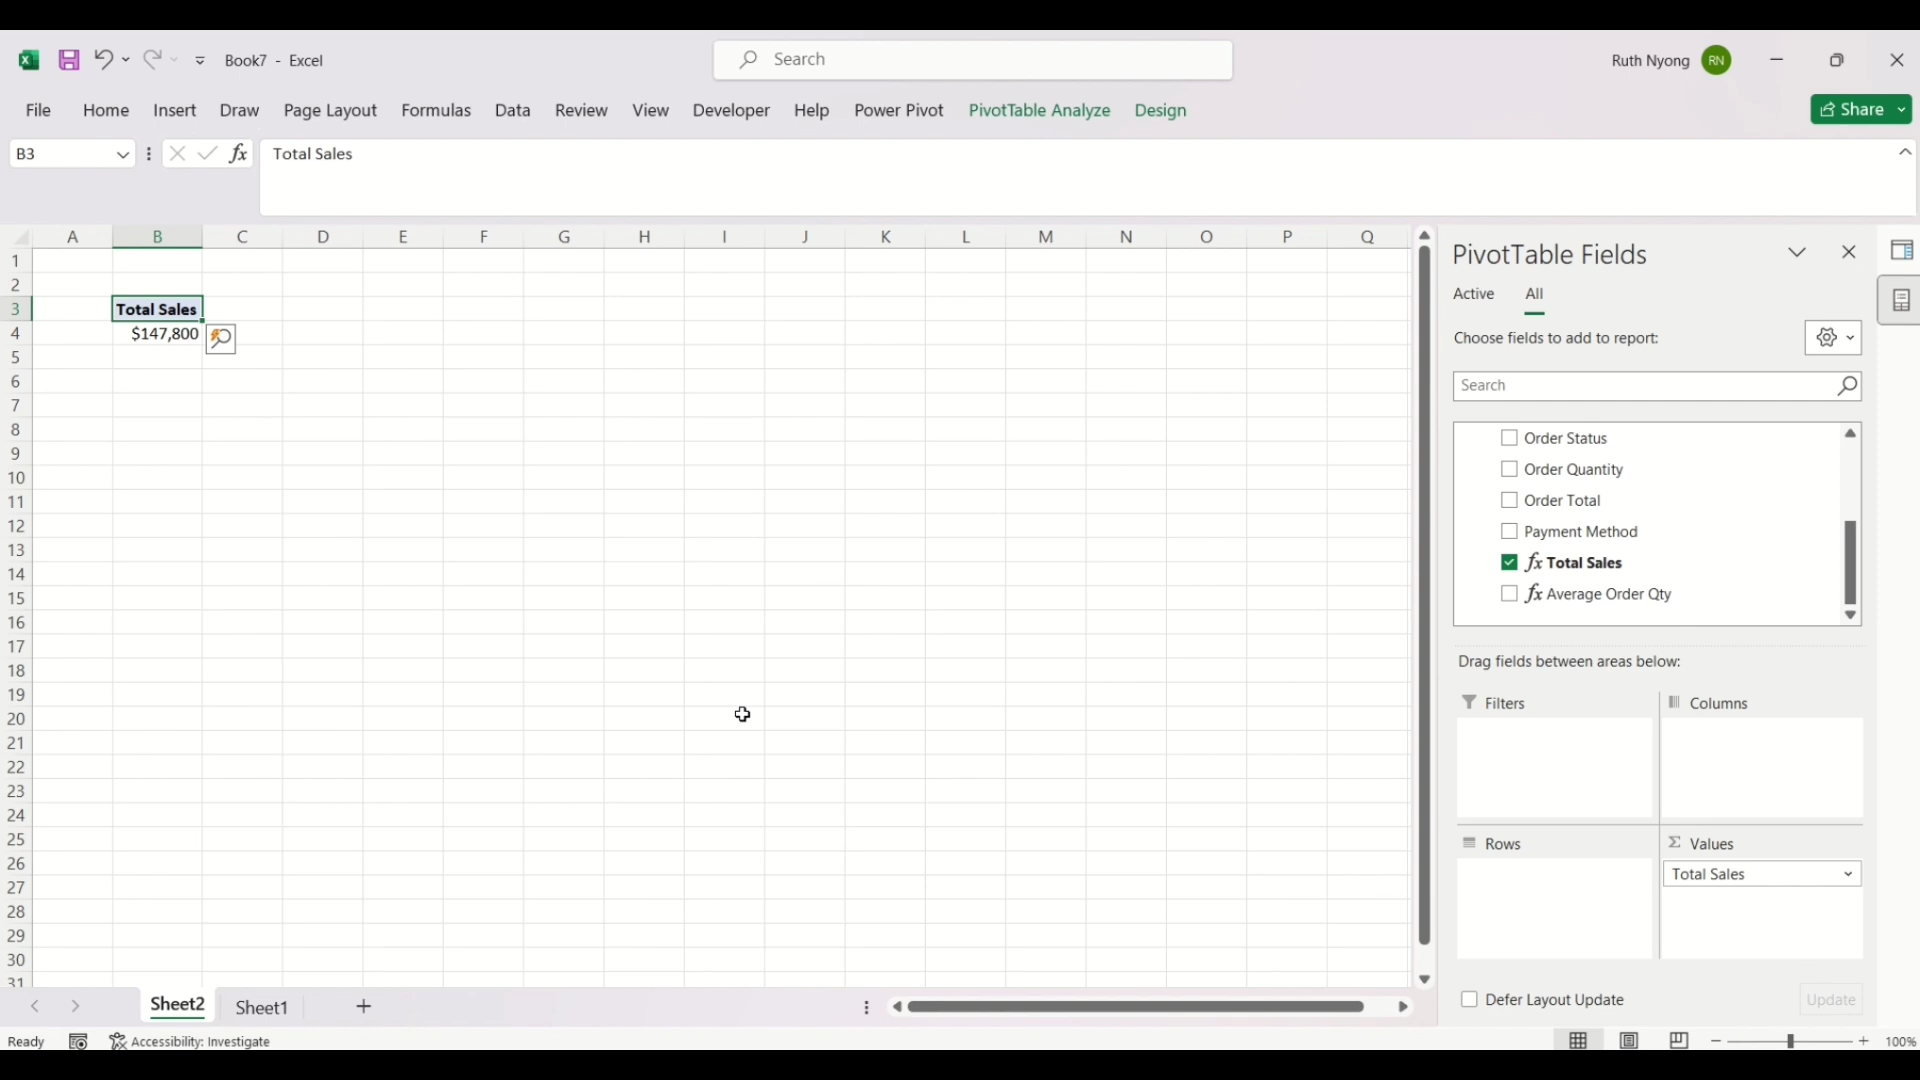 Book7 - Excel
Search
Ruth Nyong RN
File Home Insert Draw Page Layout Formulas Data Review View Developer Help Power Pivot PivotTable Analyze Design Share
B3 fx Total Sales
A B C D E F G H I J K L M N O P Q
1
2
3 Total Sales
4 $147,800
5
6
7
8
9
10
11
12
13
14
15
16
17
18
19
20
21
22
23
24
25
26
27
28
29
30
31
PivotTable Fields
Active All
Choose fields to add to report:
Search
Order Status
Order Quantity
Order Total
Payment Method
fx Total Sales
fx Average Order Qty
Drag fields between areas below:
Filters Columns
Rows Σ Values
Total Sales
Defer Layout Update Update
Sheet2 Sheet1
Ready Accessibility: Investigate 100%